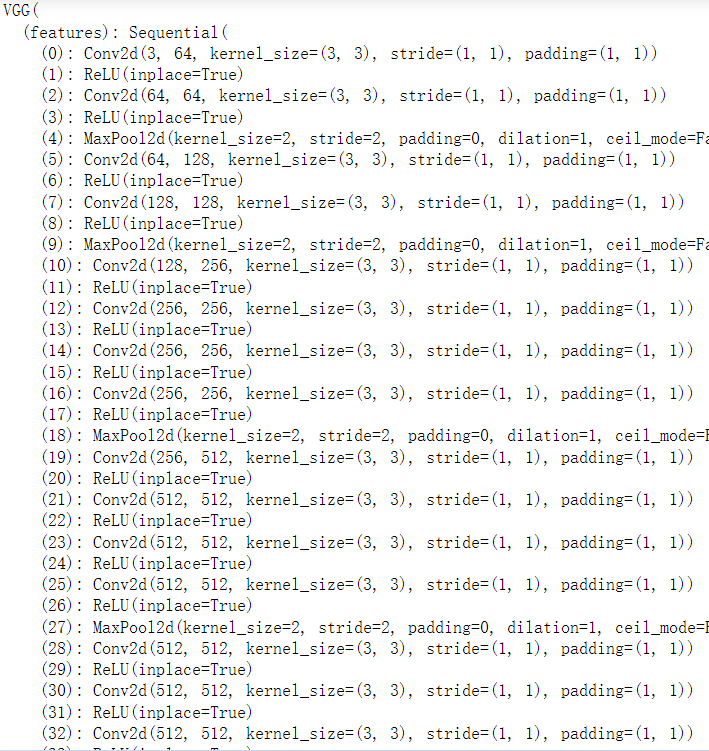 VGG(
  (features): Sequential(
    (0): Conv2d(3, 64, kernel_size=(3, 3), stride=(1, 1), padding=(1, 1))
    (1): ReLU(inplace=True)
    (2): Conv2d(64, 64, kernel_size=(3, 3), stride=(1, 1), padding=(1, 1))
    (3): ReLU(inplace=True)
    (4): MaxPool2d(kernel_size=2, stride=2, padding=0, dilation=1, ceil_mode=Fa
    (5): Conv2d(64, 128, kernel_size=(3, 3), stride=(1, 1), padding=(1, 1))
    (6): ReLU(inplace=True)
    (7): Conv2d(128, 128, kernel_size=(3, 3), stride=(1, 1), padding=(1, 1))
    (8): ReLU(inplace=True)
    (9): MaxPool2d(kernel_size=2, stride=2, padding=0, dilation=1, ceil_mode=Fa
    (10): Conv2d(128, 256, kernel_size=(3, 3), stride=(1, 1), padding=(1, 1))
    (11): ReLU(inplace=True)
    (12): Conv2d(256, 256, kernel_size=(3, 3), stride=(1, 1), padding=(1, 1))
    (13): ReLU(inplace=True)
    (14): Conv2d(256, 256, kernel_size=(3, 3), stride=(1, 1), padding=(1, 1))
    (15): ReLU(inplace=True)
    (16): Conv2d(256, 256, kernel_size=(3, 3), stride=(1, 1), padding=(1, 1))
    (17): ReLU(inplace=True)
    (18): MaxPool2d(kernel_size=2, stride=2, padding=0, dilation=1, ceil_mode=F
    (19): Conv2d(256, 512, kernel_size=(3, 3), stride=(1, 1), padding=(1, 1))
    (20): ReLU(inplace=True)
    (21): Conv2d(512, 512, kernel_size=(3, 3), stride=(1, 1), padding=(1, 1))
    (22): ReLU(inplace=True)
    (23): Conv2d(512, 512, kernel_size=(3, 3), stride=(1, 1), padding=(1, 1))
    (24): ReLU(inplace=True)
    (25): Conv2d(512, 512, kernel_size=(3, 3), stride=(1, 1), padding=(1, 1))
    (26): ReLU(inplace=True)
    (27): MaxPool2d(kernel_size=2, stride=2, padding=0, dilation=1, ceil_mode=F
    (28): Conv2d(512, 512, kernel_size=(3, 3), stride=(1, 1), padding=(1, 1))
    (29): ReLU(inplace=True)
    (30): Conv2d(512, 512, kernel_size=(3, 3), stride=(1, 1), padding=(1, 1))
    (31): ReLU(inplace=True)
    (32): Conv2d(512, 512, kernel_size=(3, 3), stride=(1, 1), padding=(1, 1))